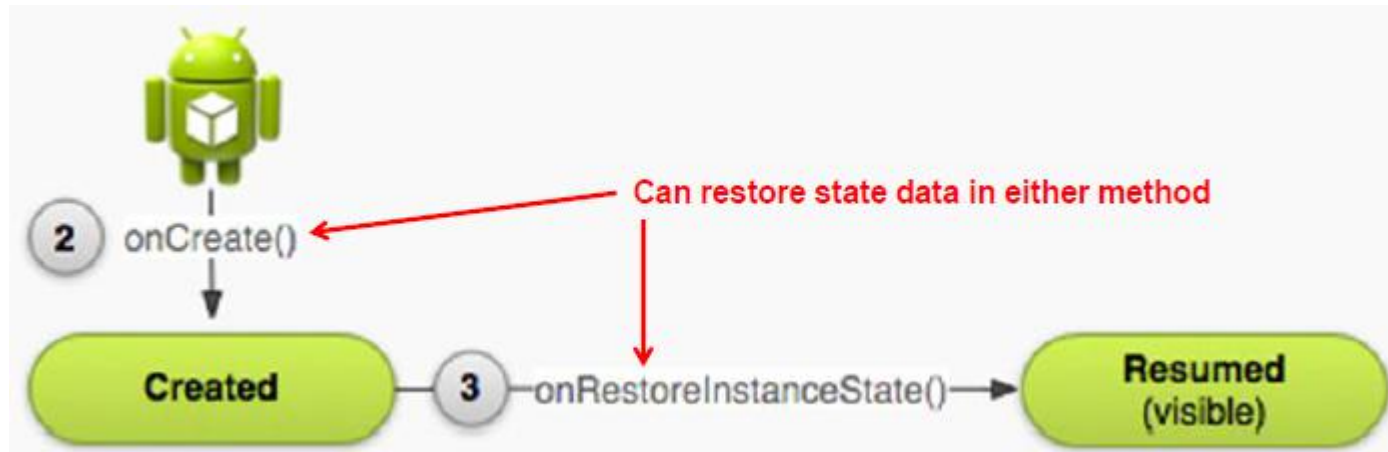 Can restore state data in either method
2 onCreate()
Created 3 onRestoreInstanceState() Resumed
(visible)